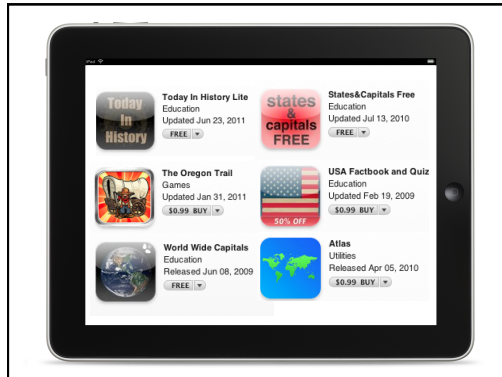 iPad
Today In History Lite
Education
Updated Jun 23, 2011
FREE
Today
In
History
States&Capitals Free
Education
Updated Jul 13, 2010
FREE
states
&
capitals
FREE
The Oregon Trail
Games
Updated Jan 31, 2011
$0.99 BUY
USA Factbook and Quiz
Education
Updated Feb 19, 2009
$0.99 BUY
50% OFF
World Wide Capitals
Education
Released Jun 08, 2009
FREE
Atlas
Utilities
Released Apr 05, 2010
$0.99 BUY